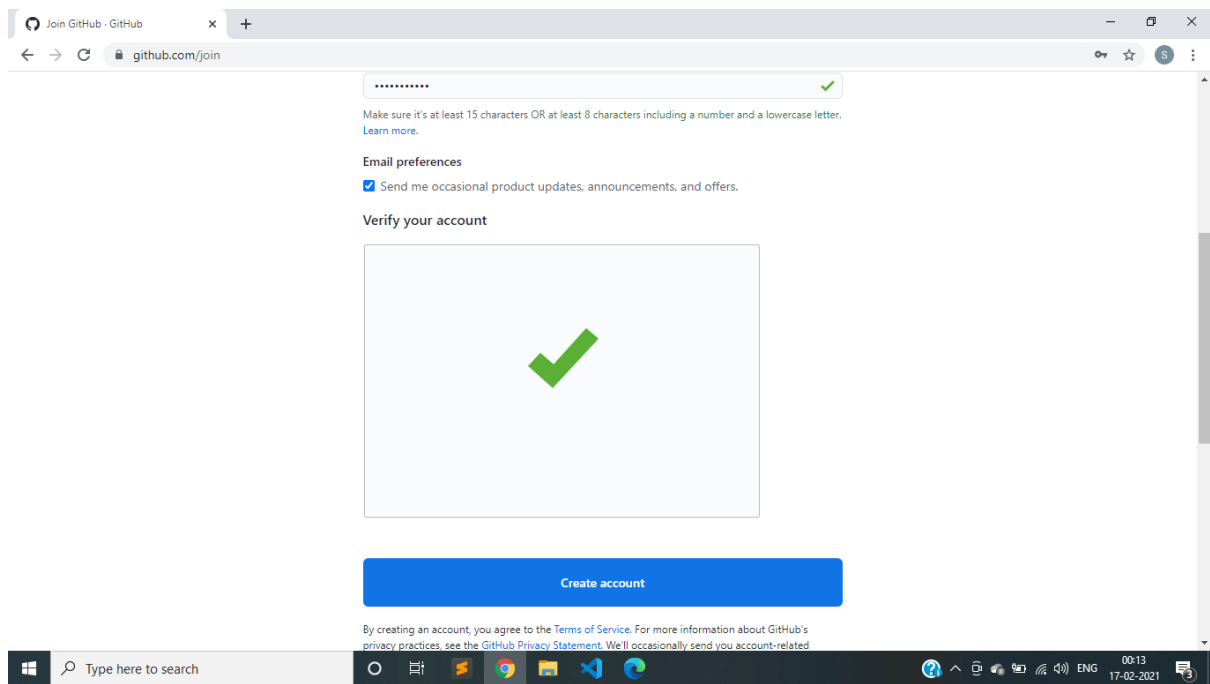 Join GitHub · GitHub
github.com/join
S
•••••••••••
Make sure it's at least 15 characters OR at least 8 characters including a number and a lowercase letter.
Learn more.
Email preferences
Send me occasional product updates, announcements, and offers.
Verify your account
Create account
By creating an account, you agree to the Terms of Service. For more information about GitHub's
privacy practices, see the GitHub Privacy Statement. We'll occasionally send you account-related
Type here to search
ENG
00:13
17-02-2021
3